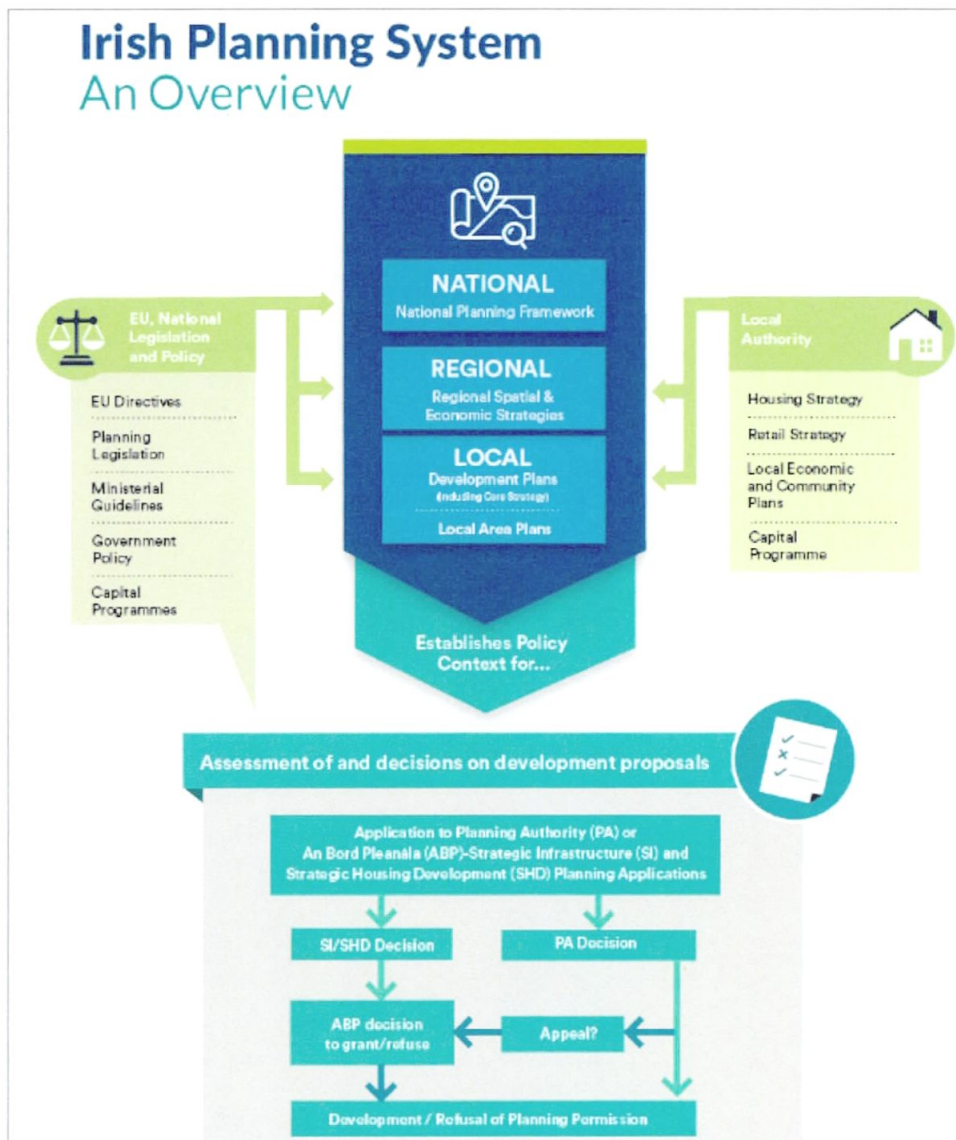 Irish Planning System
An Overview
NATIONAL
National Planning Framework
REGIONAL
Regional Spatial &
Economic Strategies
LOCAL
Development Plans
(Including Core Strategy)
Local Area Plans
EU, National
Legislation
and Policy
EU Directives
Planning
Legislation
Ministerial
Guidelines
Government
Policy
Capital
Programmes
Local
Authority
Housing Strategy
Retail Strategy
Local Economic
and Community
Plans
Capital
Programme
Establishes Policy
Context for...
Assessment of and decisions on development proposals
Application to Planning Authority (PA) or
An Bord Pleanála (ABP)-Strategic Infrastructure (SI) and
Strategic Housing Development (SHD) Planning Applications
SI/SHD Decision
PA Decision
ABP decision
to grant/refuse
Appeal?
Development / Refusal of Planning Permission